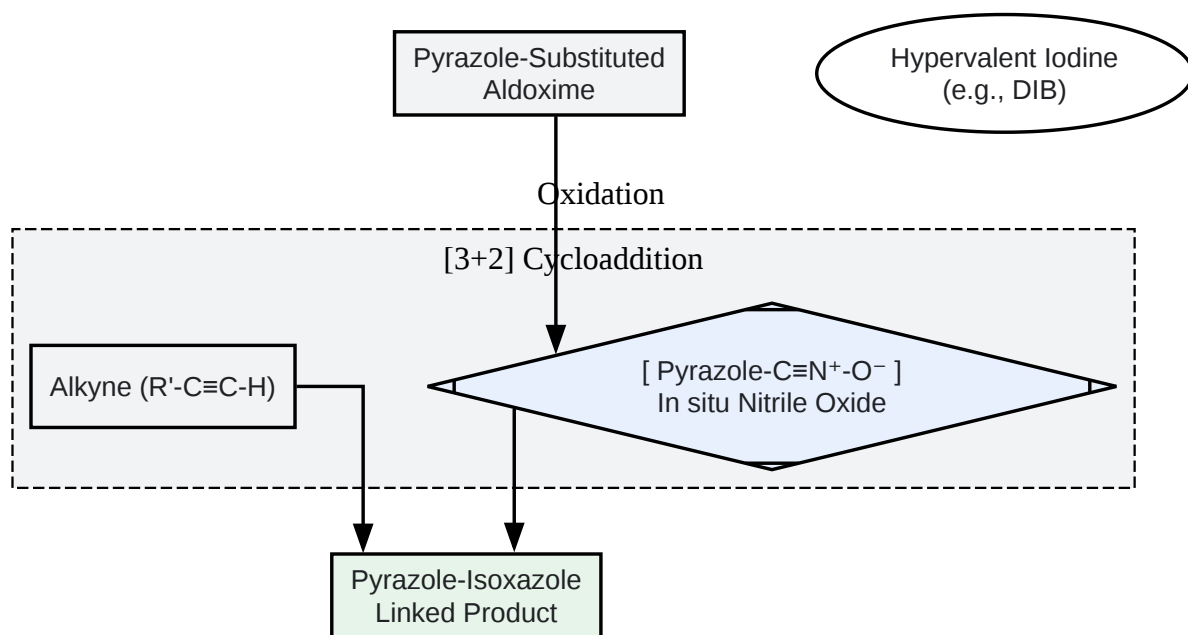 Pyrazole-Substituted
Aldoxime
Hypervalent Iodine
(e.g., DIB)
Oxidation
[3+2] Cycloaddition
Alkyne (R'-C≡C-H)
[ Pyrazole-C≡N⁺-O⁻ ]
In situ Nitrile Oxide
Pyrazole-Isoxazole
Linked Product